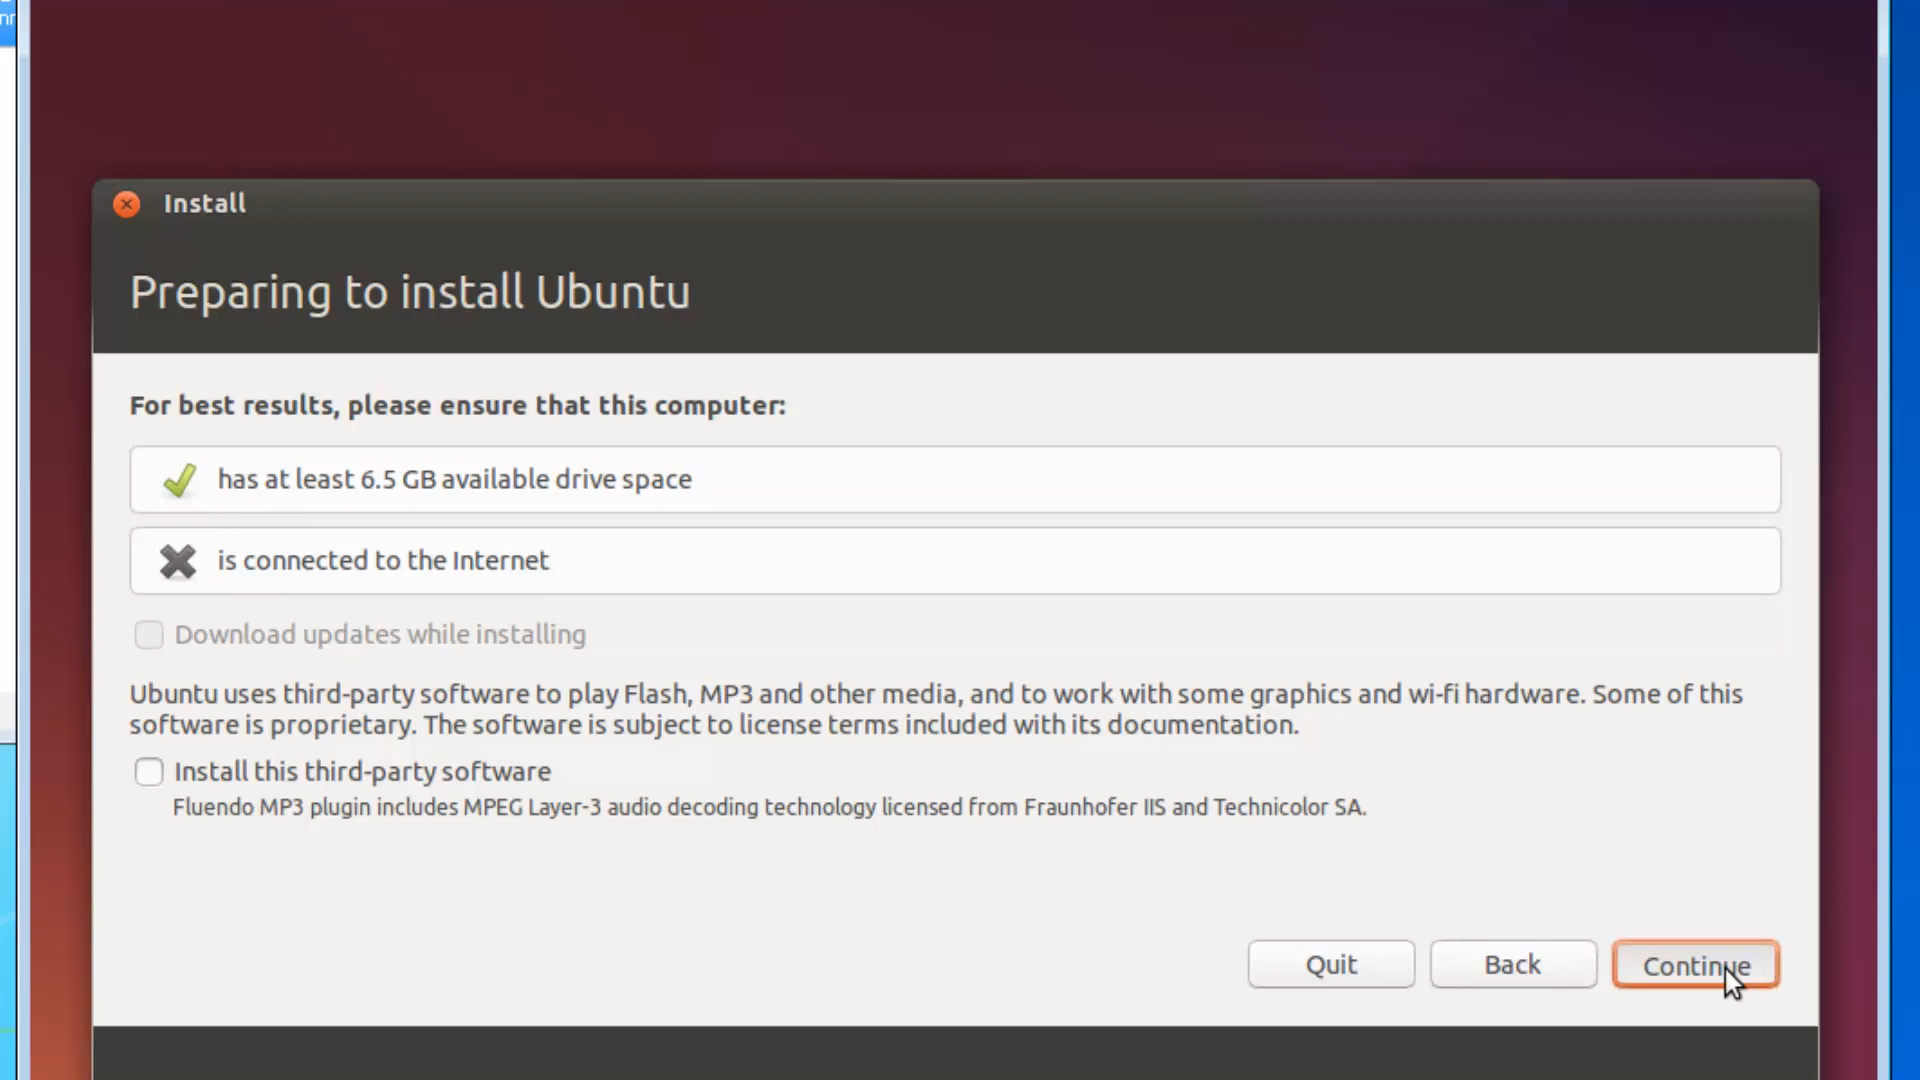 Install
Preparing to install Ubuntu
For best results, please ensure that this computer:
has at least 6.5 GB available drive space
is connected to the Internet
Download updates while installing
Ubuntu uses third-party software to play Flash, MP3 and other media, and to work with some graphics and wi-fi hardware. Some of this
software is proprietary. The software is subject to license terms included with its documentation.
Install this third-party software
Fluendo MP3 plugin includes MPEG Layer-3 audio decoding technology licensed from Fraunhofer IIS and Technicolor SA.
Quit Back Continue